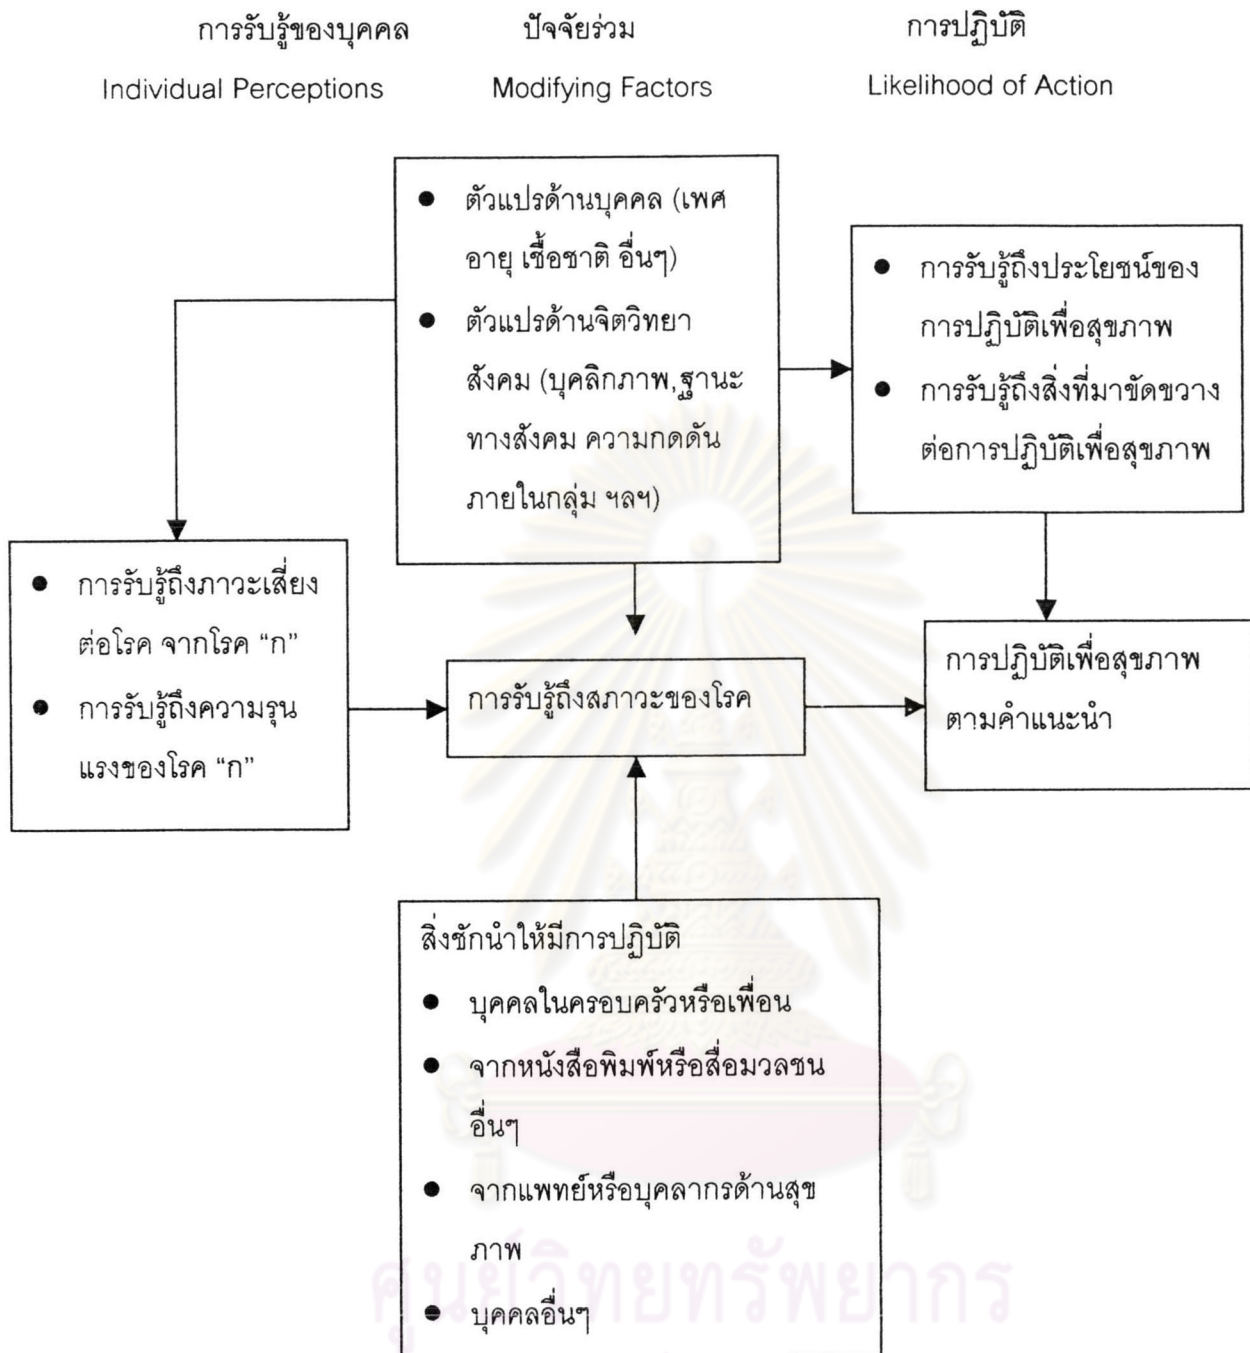 การรับรู้ของบุคคล
ปัจจัยร่วม
การปฏิบัติ
Individual Perceptions
Modifying Factors
Likelihood of Action
● ตัวแปรด้านบุคคล (เพศ
อายุ เชื้อชาติ อื่นๆ)
● ตัวแปรด้านจิตวิทยา
สังคม (บุคลิกภาพ,ฐานะ
ทางสังคม ความกดดัน
ภายในกลุ่ม ฯลฯ)
● การรับรู้ถึงประโยชน์ของ
การปฏิบัติเพื่อสุขภาพ
● การรับรู้ถึงสิ่งที่มาขัดขวาง
ต่อการปฏิบัติเพื่อสุขภาพ
● การรับรู้ถึงภาวะเสี่ยง
ต่อโรค จากโรค “ก”
● การรับรู้ถึงความรุน
แรงของโรค “ก”
การรับรู้ถึงสภาวะของโรค
การปฏิบัติเพื่อสุขภาพ
ตามคำแนะนำ
สิ่งชักนำให้มีการปฏิบัติ
● บุคคลในครอบครัวหรือเพื่อน
● จากหนังสือพิมพ์หรือสื่อมวลชน
อื่นๆ
● จากแพทย์หรือบุคลากรด้านสุข
ภาพ
● บุคคลอื่นๆ
ศูนย์วิทยทรัพยากร